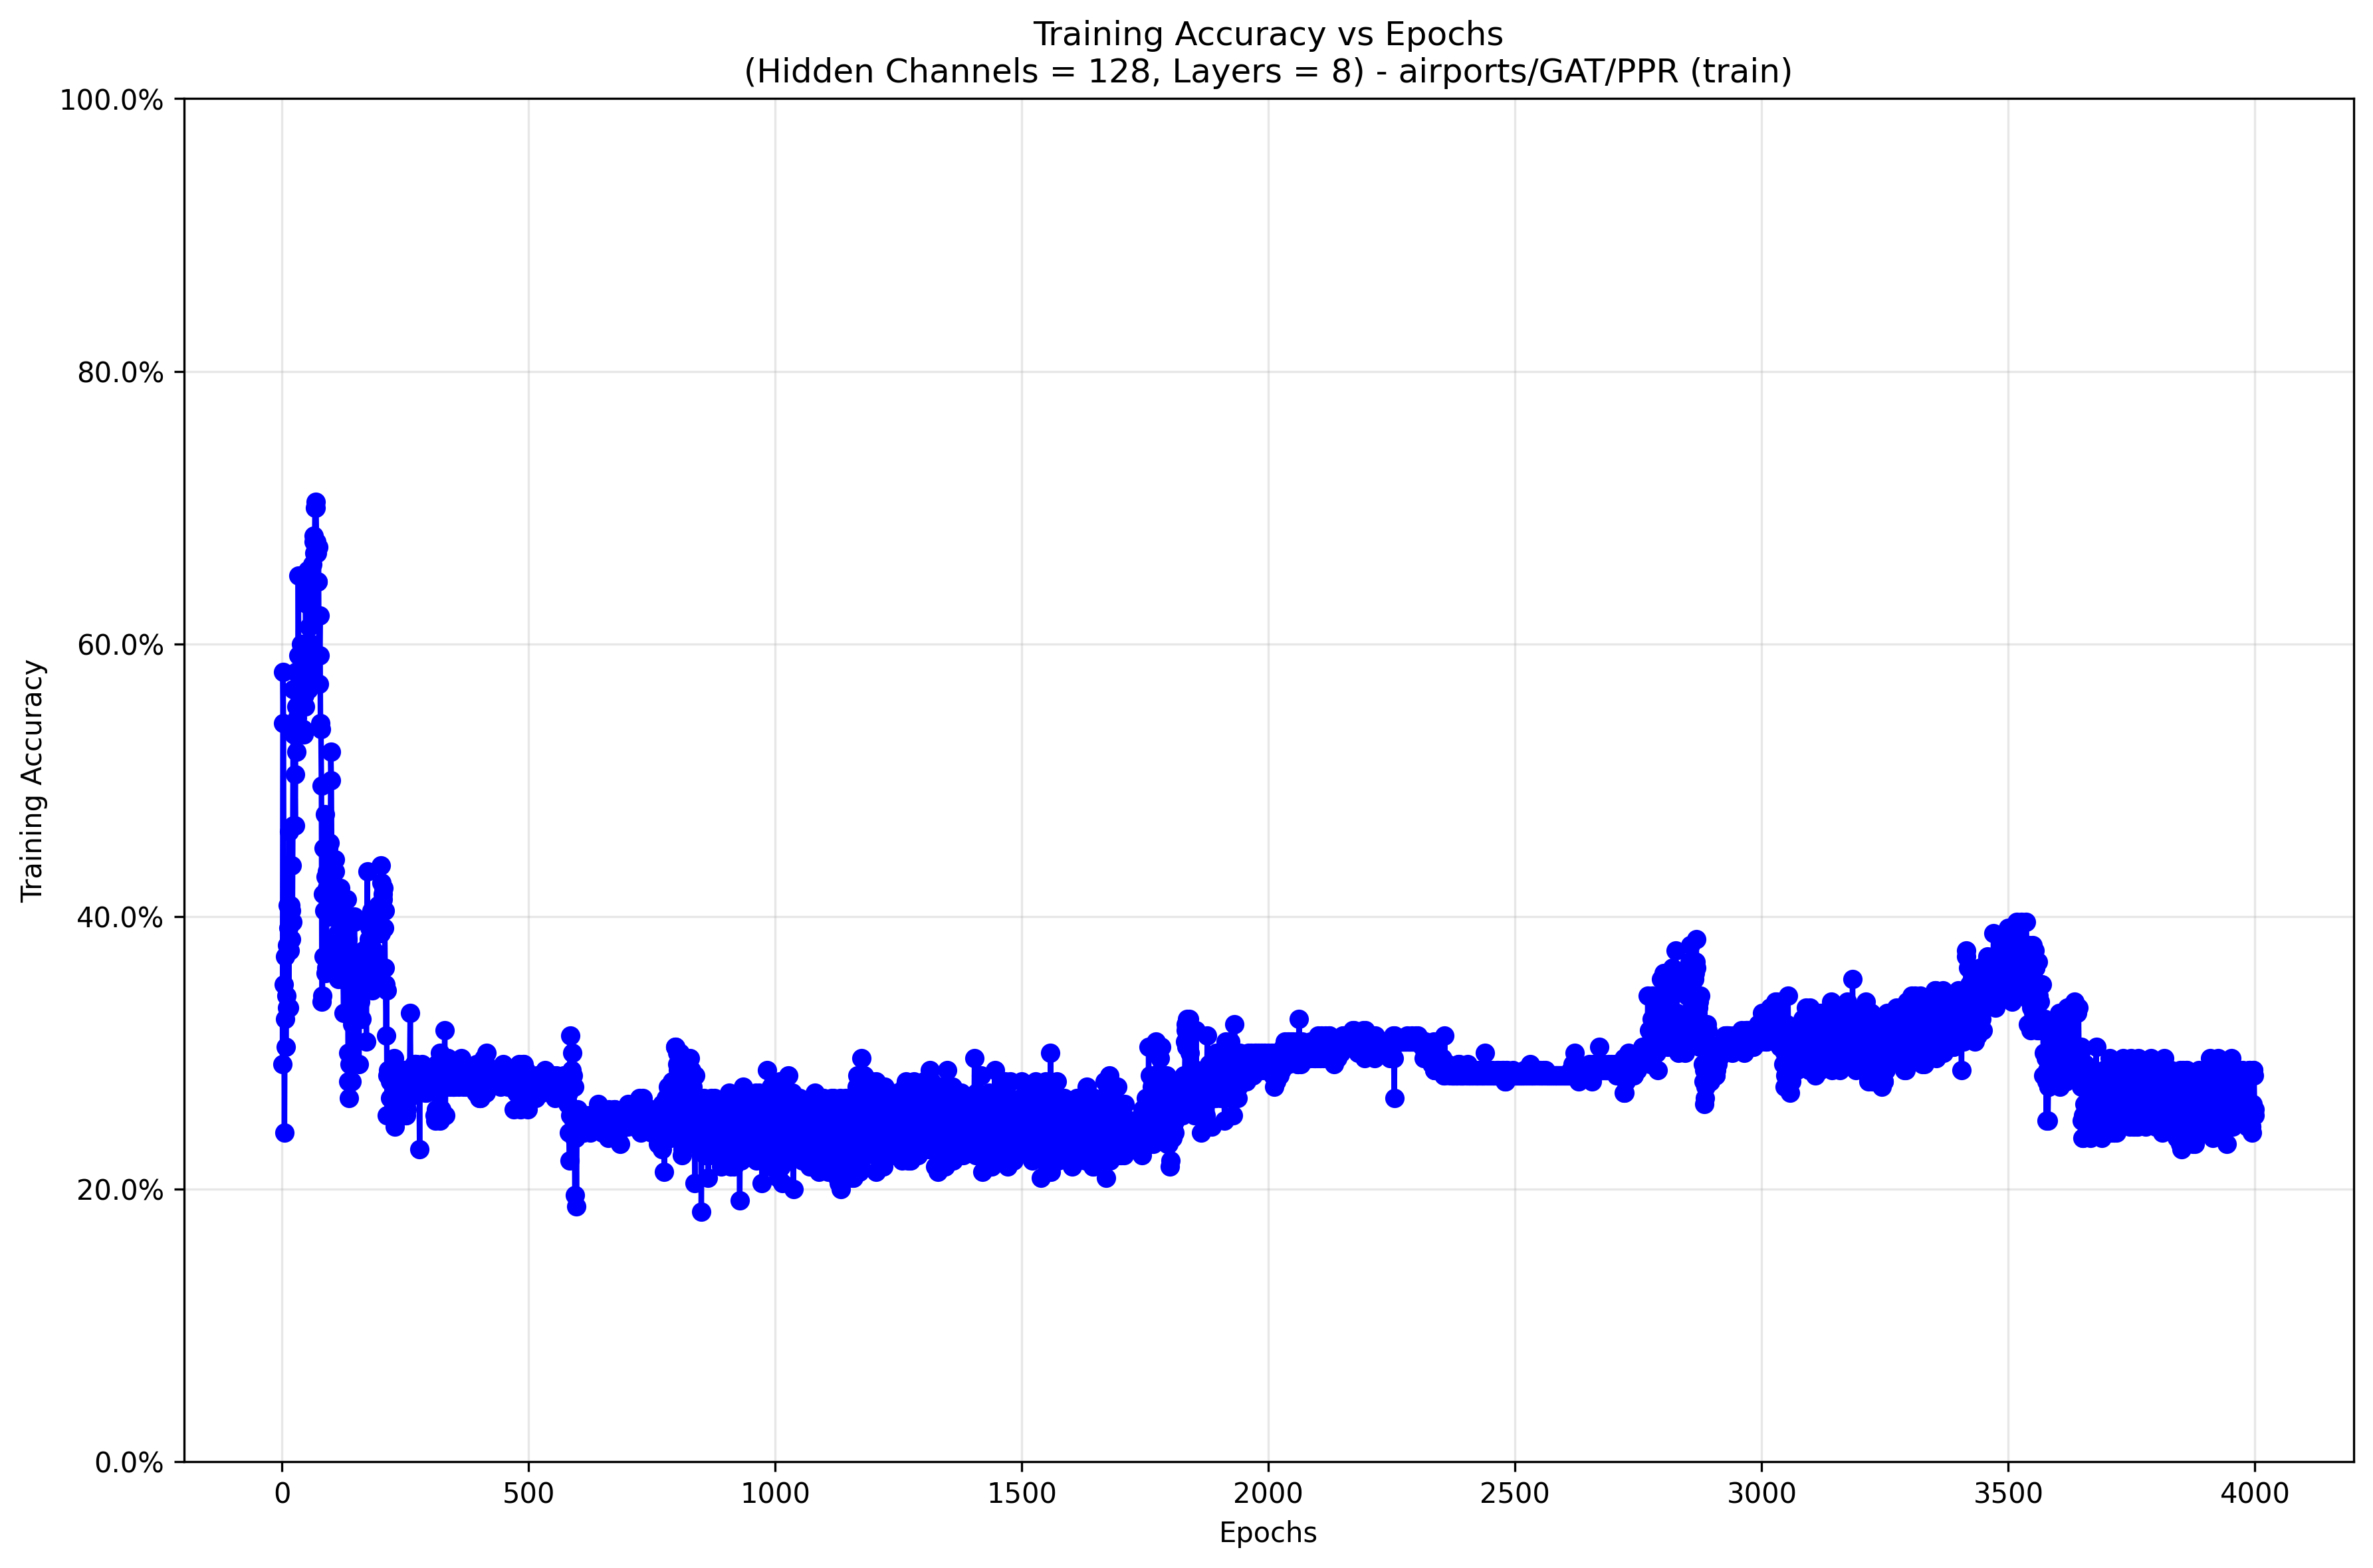 Training Accuracy vs Epochs
(Hidden Channels = 128, Layers = 8) - airports/GAT/PPR (train)
100.0%
80.0%
60.0%
40.0%
20.0%
0.0%
Training Accuracy
0 500 1000 1500 2000 2500 3000 3500 4000
Epochs